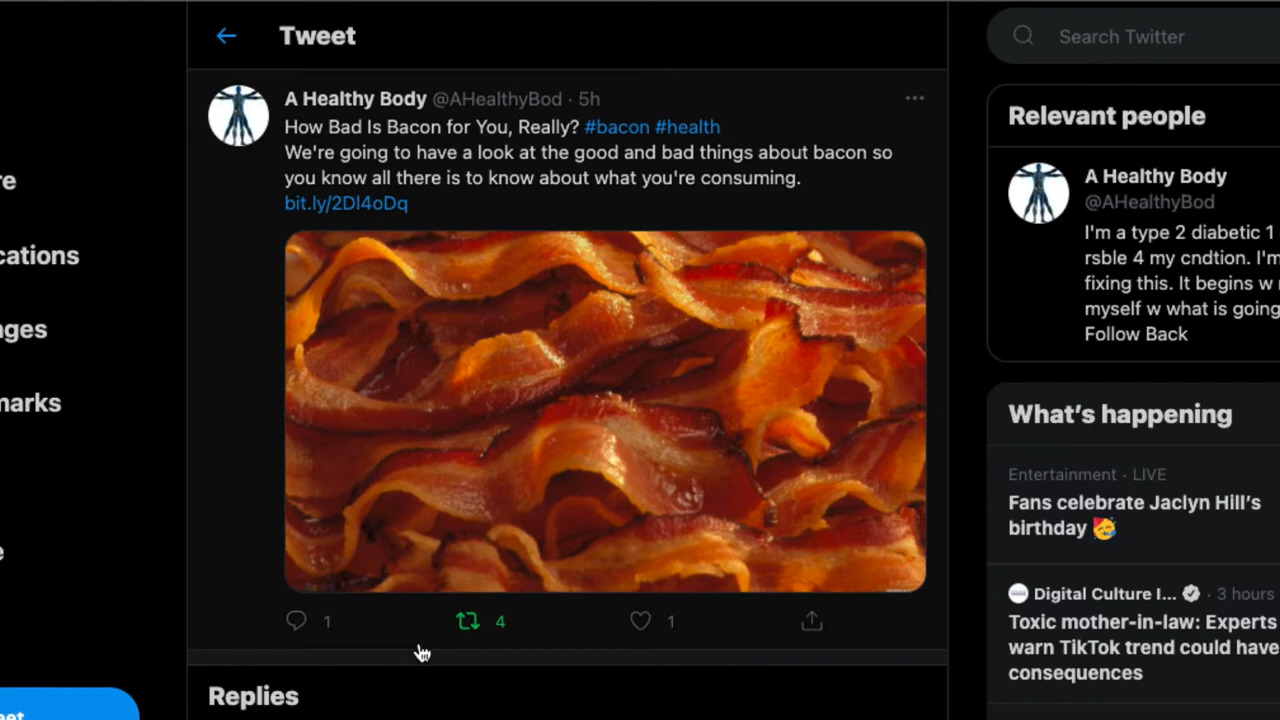 Tweet
Search Twitter
A Healthy Body @AHealthyBod · 5h
How Bad Is Bacon for You, Really? #bacon #health
We're going to have a look at the good and bad things about bacon so
you know all there is to know about what you're consuming.
bit.ly/2Dl4oDq
1
4
1
Replies
re
cations
ages
marks
e
eet
Relevant people
A Healthy Body
@AHealthyBod
I'm a type 2 diabetic 1
rsble 4 my cndtion. I'm
fixing this. It begins w
myself w what is going
Follow Back
What's happening
Entertainment · LIVE
Fans celebrate Jaclyn Hill's
birthday 🥳
Digital Culture I... · 3 hours
Toxic mother-in-law: Experts
warn TikTok trend could have
consequences